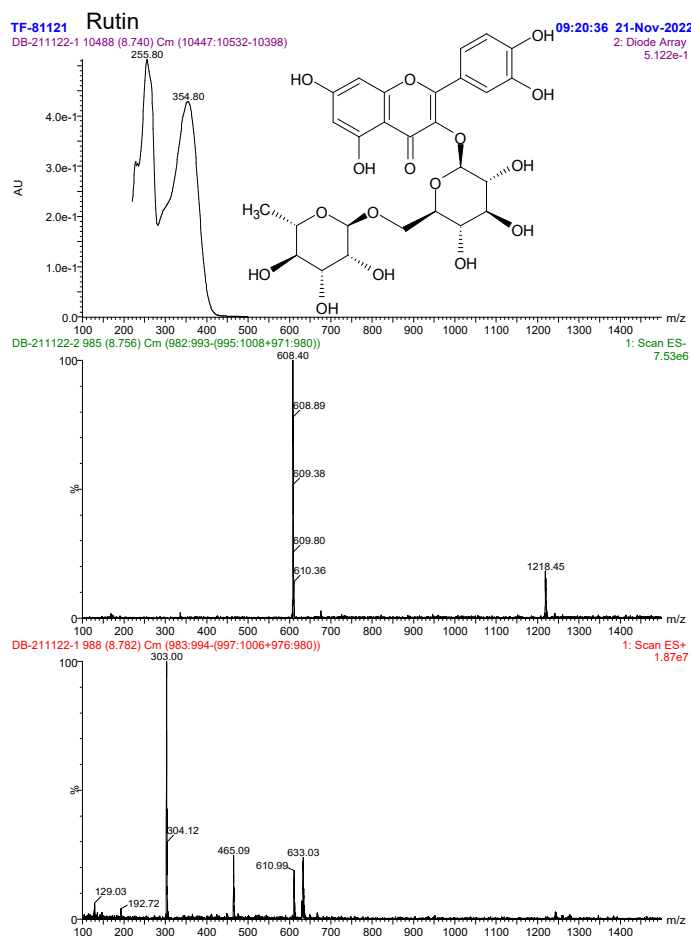 TF-81121 Rutin 09:20:36 21-Nov-2022
DB-211122-1 10488 (8.740) Cm (10447:10532-10398) 2: Diode Array
5.122e-1
255.80
354.80
AU
4.0e-1
3.0e-1
2.0e-1
1.0e-1
0.0
HO
OH
OH
OH
O
O
O
O
OH
OH
OH
H₃C
O
O
HO
OH
OH
100 200 300 400 500 600 700 800 900 1000 1100 1200 1300 1400 m/z
DB-211122-2 985 (8.756) Cm (982:993-(995:1008+971:980)) 1: Scan ES-
7.53e6
100
%
0
608.40
608.89
609.38
609.80
610.36
1218.45
100 200 300 400 500 600 700 800 900 1000 1100 1200 1300 1400 m/z
DB-211122-1 988 (8.782) Cm (983:994-(997:1006+976:980)) 1: Scan ES+
1.87e7
100
%
0
303.00
304.12
465.09
610.99
633.03
129.03
192.72
100 200 300 400 500 600 700 800 900 1000 1100 1200 1300 1400 m/z